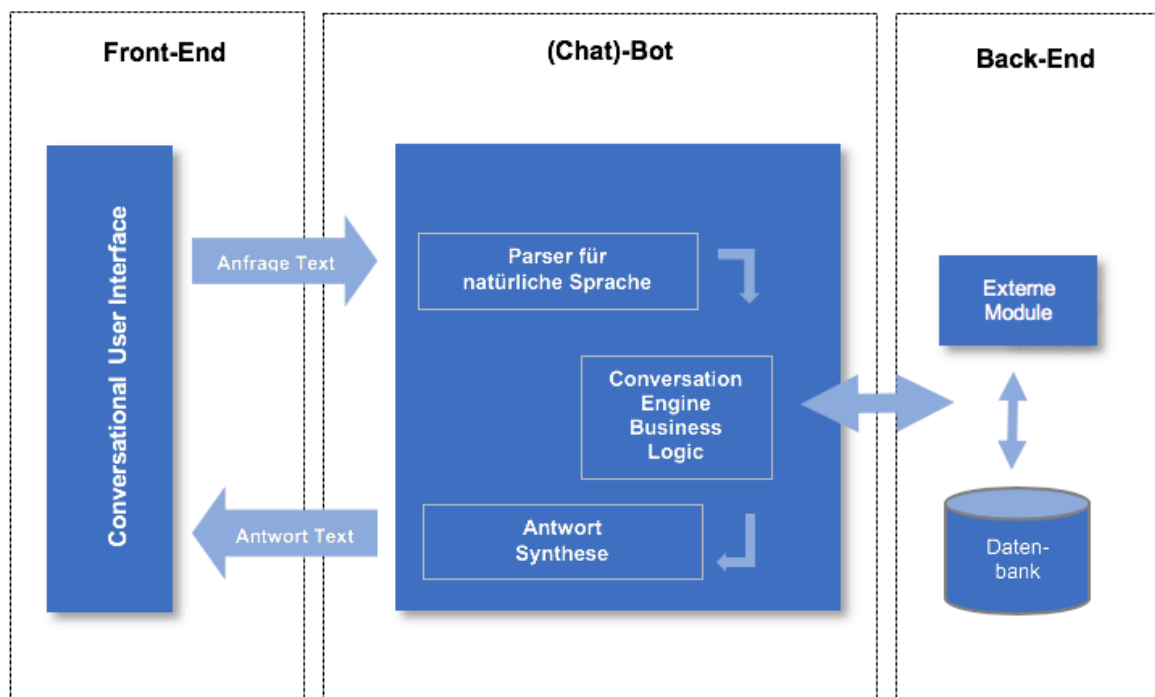 Front-End
(Chat)-Bot
Back-End
Conversational User Interface
Anfrage Text
Parser für
natürliche Sprache
Externe
Module
Conversation
Engine
Business
Logic
Antwort Text
Antwort
Synthese
Daten-
bank